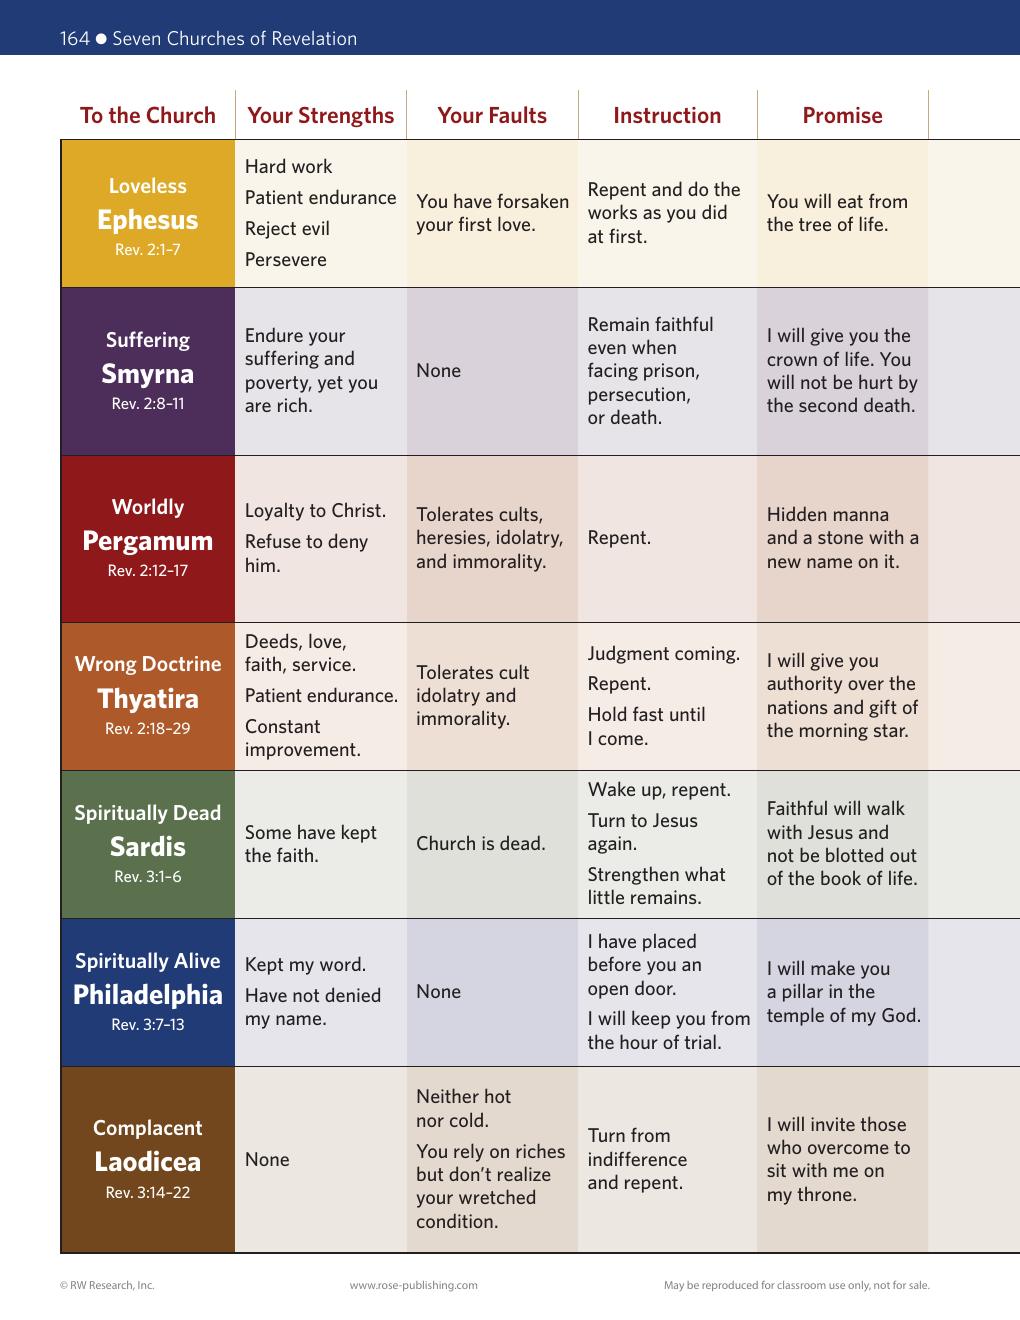 164 ● Seven Churches of Revelation
To the Church
Your Strengths
Your Faults
Instruction
Promise
Loveless
Ephesus
Rev. 2:1–7
Hard work
Patient endurance
Reject evil
Persevere
You have forsaken
your first love.
Repent and do the
works as you did
at first.
You will eat from
the tree of life.
Suffering
Smyrna
Rev. 2:8–11
Endure your
suffering and
poverty, yet you
are rich.
None
Remain faithful
even when
facing prison,
persecution,
or death.
I will give you the
crown of life. You
will not be hurt by
the second death.
Worldly
Pergamum
Rev. 2:12–17
Loyalty to Christ.
Refuse to deny
him.
Tolerates cults,
heresies, idolatry,
and immorality.
Repent.
Hidden manna
and a stone with a
new name on it.
Wrong Doctrine
Thyatira
Rev. 2:18–29
Deeds, love,
faith, service.
Patient endurance.
Constant
improvement.
Tolerates cult
idolatry and
immorality.
Judgment coming.
Repent.
Hold fast until
I come.
I will give you
authority over the
nations and gift of
the morning star.
Spiritually Dead
Sardis
Rev. 3:1–6
Some have kept
the faith.
Church is dead.
Wake up, repent.
Turn to Jesus
again.
Strengthen what
little remains.
Faithful will walk
with Jesus and
not be blotted out
of the book of life.
Spiritually Alive
Philadelphia
Rev. 3:7–13
Kept my word.
Have not denied
my name.
None
I have placed
before you an
open door.
I will keep you from
the hour of trial.
I will make you
a pillar in the
temple of my God.
Complacent
Laodicea
Rev. 3:14–22
None
Neither hot
nor cold.
You rely on riches
but don’t realize
your wretched
condition.
Turn from
indifference
and repent.
I will invite those
who overcome to
sit with me on
my throne.
© RW Research, Inc.
www.rose-publishing.com
May be reproduced for classroom use only, not for sale.